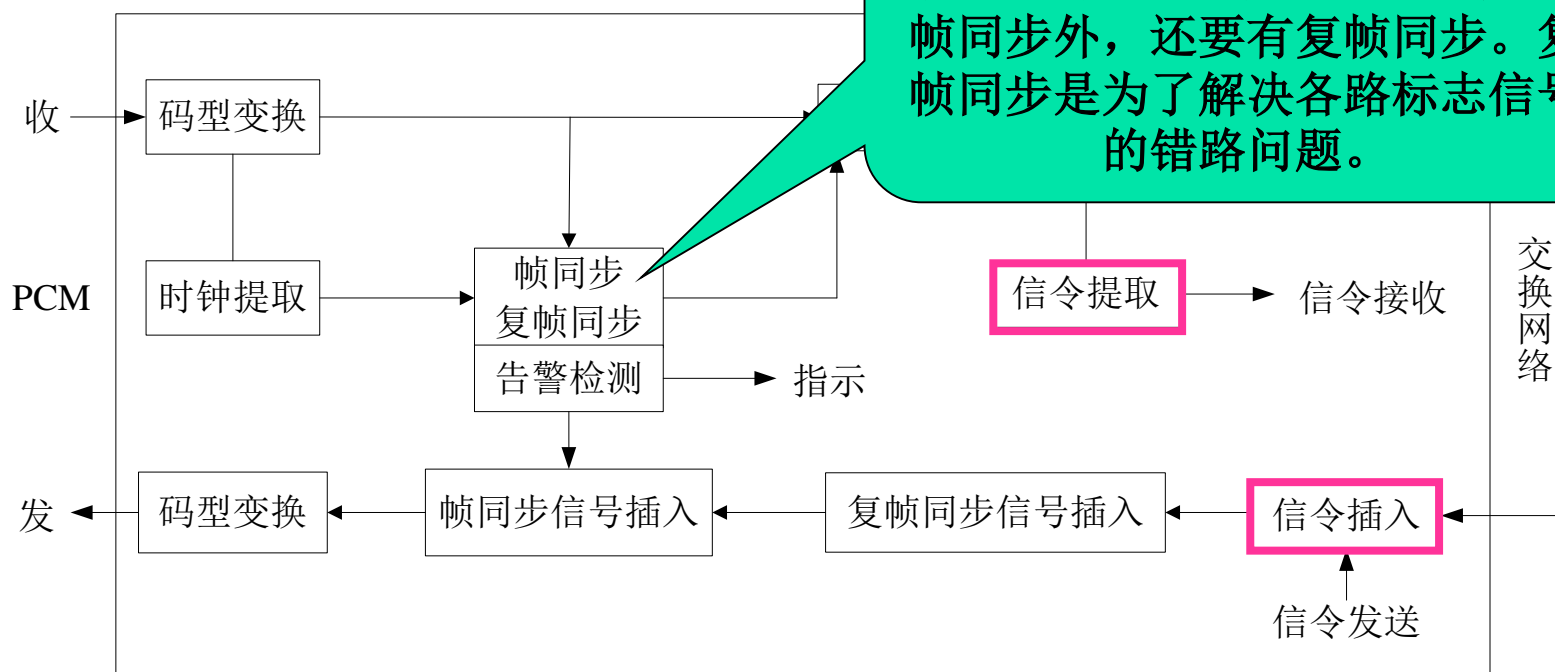 帧同步外，还要有复帧同步。复
帧同步是为了解决各路标志信号
的错路问题。
收
码型变换
PCM
时钟提取
帧同步
复帧同步
告警检测
指示
信令提取
信令接收
交换网络
发
码型变换
帧同步信号插入
复帧同步信号插入
信令插入
信令发送